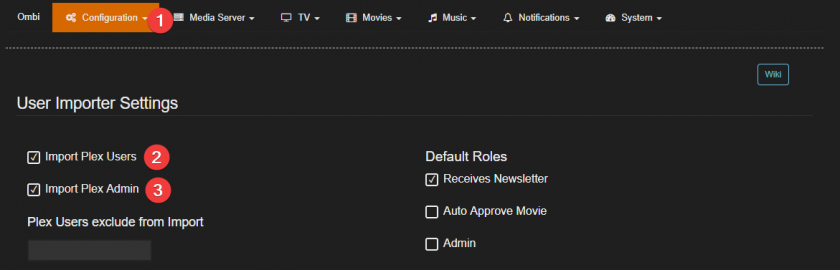 Ombi Configuration 1 Media Server TV Movies Music Notifications System
Wiki
User Importer Settings
Import Plex Users 2
Import Plex Admin 3
Plex Users exclude from Import
Default Roles
Receives Newsletter
Auto Approve Movie
Admin